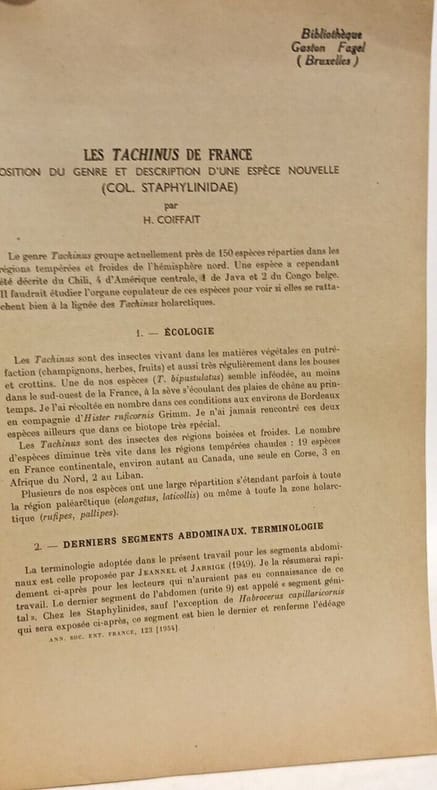 Bibliothèque
Gaston Fagel
( Bruxelles )
LES TACHINUS DE FRANCE
OSITION DU GENRE ET DESCRIPTION D'UNE ESPÈCE NOUVELLE
(COL. STAPHYLINIDAE)
par
H. COIFFAIT
Le genre Tachinus groupe actuellement près de 150 espèces réparties dans les
régions tempérées et froides de l'hémisphère nord. Une espèce a cependant
été décrite du Chili, 4 d'Amérique centrale, 1 de Java et 2 du Congo belge.
Il faudrait étudier l'organe copulateur de ces espèces pour voir si elles se ratta-
chent bien à la lignée des Tachinus holarctiques.
1. — ÉCOLOGIE
Les Tachinus sont des insectes vivant dans les matières végétales en putré-
faction (champignons, herbes, fruits) et aussi très régulièrement dans les bouses
et crottins. Une de nos espèces (T. bipustulatus) semble inféodée, au moins
dans le sud-ouest de la France, à la sève s'écoulant des plaies de chêne au prin-
temps. Je l'ai récoltée en nombre dans ces conditions aux environs de Bordeaux
en compagnie d'Hister ruficornis Grimm. Je n'ai jamais rencontré ces deux
espèces ailleurs que dans ce biotope très spécial.
Les Tachinus sont des insectes des régions boisées et froides. Le nombre
d'espèces diminue très vite dans les régions tempérées chaudes : 19 espèces
en France continentale, environ autant au Canada, une seule en Corse, 3 en
Afrique du Nord, 2 au Liban.
Plusieurs de nos espèces ont une large répartition s'étendant parfois à toute
la région paléarctique (elongatus, laticollis) ou même à toute la zone holarc-
tique (rufipes, pallipes).
2. — DERNIERS SEGMENTS ABDOMINAUX. TERMINOLOGIE
La terminologie adoptée dans le présent travail pour les segments abdomi-
naux est celle proposée par JEANNEL et JARRIGE (1949). Je la résumerai rapi-
dement ci-après pour les lecteurs qui n'auraient pas eu connaissance de ce
travail. Le dernier segment de l'abdomen (urite 9) est appelé « segment géni-
tal ». Chez les Staphylinides, sauf l'exception de Habrocerus capillaricornis
qui sera exposée ci-après, ce segment est bien le dernier et renferme l'édéage
ANN. SOC. ENT. FRANCE, 123 [1954].